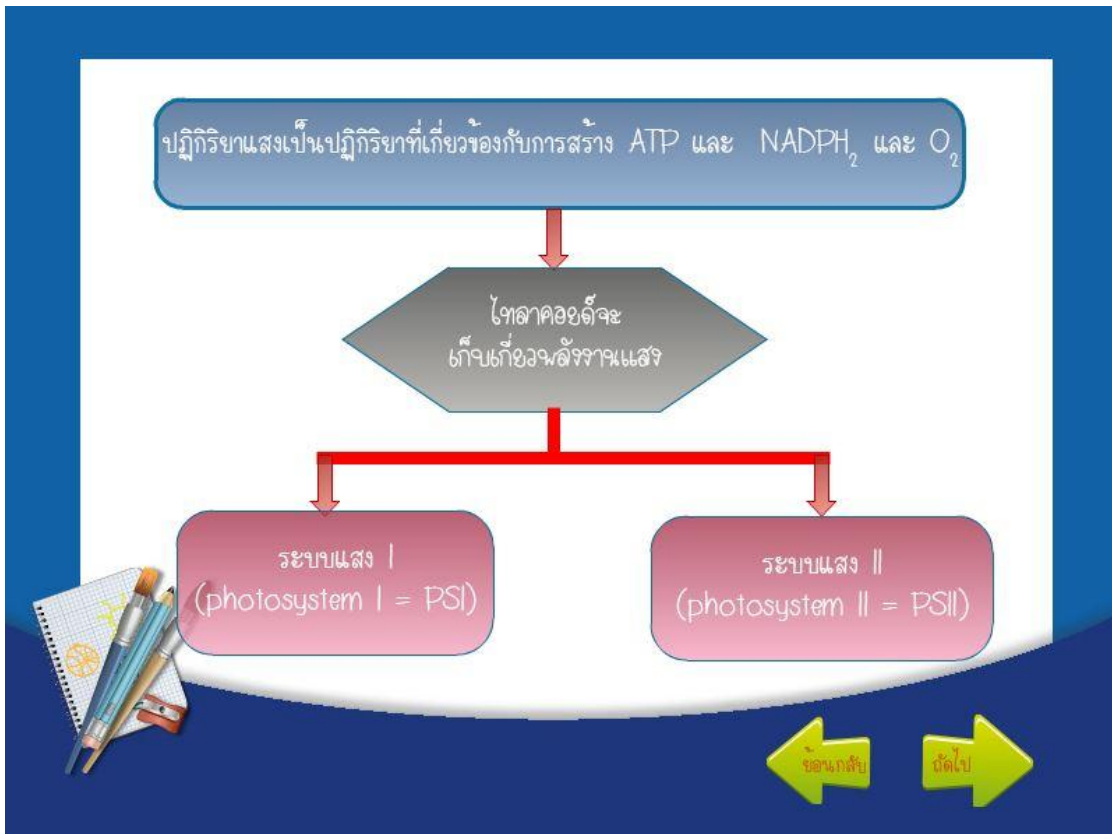 ปฏิกิริยาแสงเป็นปฏิกิริยาที่เกี่ยวข้องกับการสร้าง ATP และ NADPH₂ และ O₂
ไทลาคอยด์จะ
เก็บเกี่ยวพลังงานแสง
ระบบแสง I
(photosystem I = PSI)
ระบบแสง II
(photosystem II = PSII)
ย้อนกลับ
ถัดไป